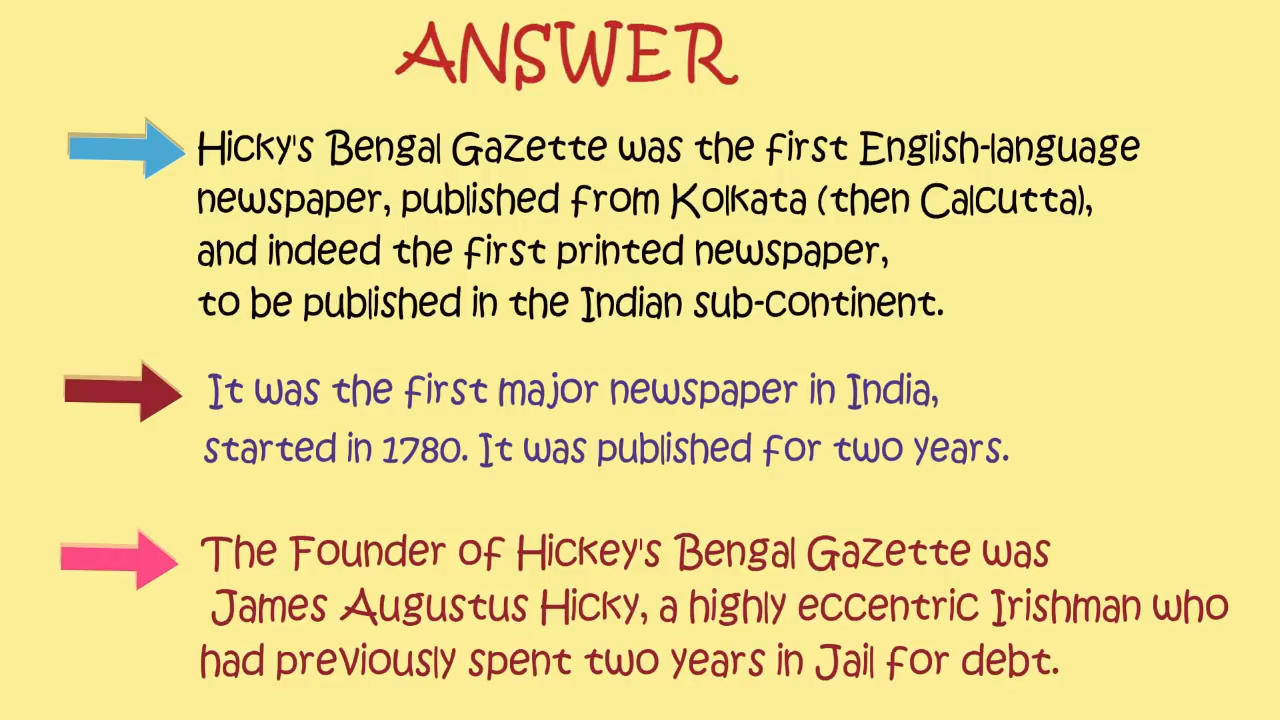 ANSWER
Hicky's Bengal Gazette was the first English-language
newspaper, published from Kolkata (then Calcutta),
and indeed the first printed newspaper,
to be published in the Indian sub-continent.
It was the first major newspaper in India,
started in 1780. It was published for two years.
The Founder of Hickey's Bengal Gazette was
James Augustus Hicky, a highly eccentric Irishman who
had previously spent two years in Jail for debt.